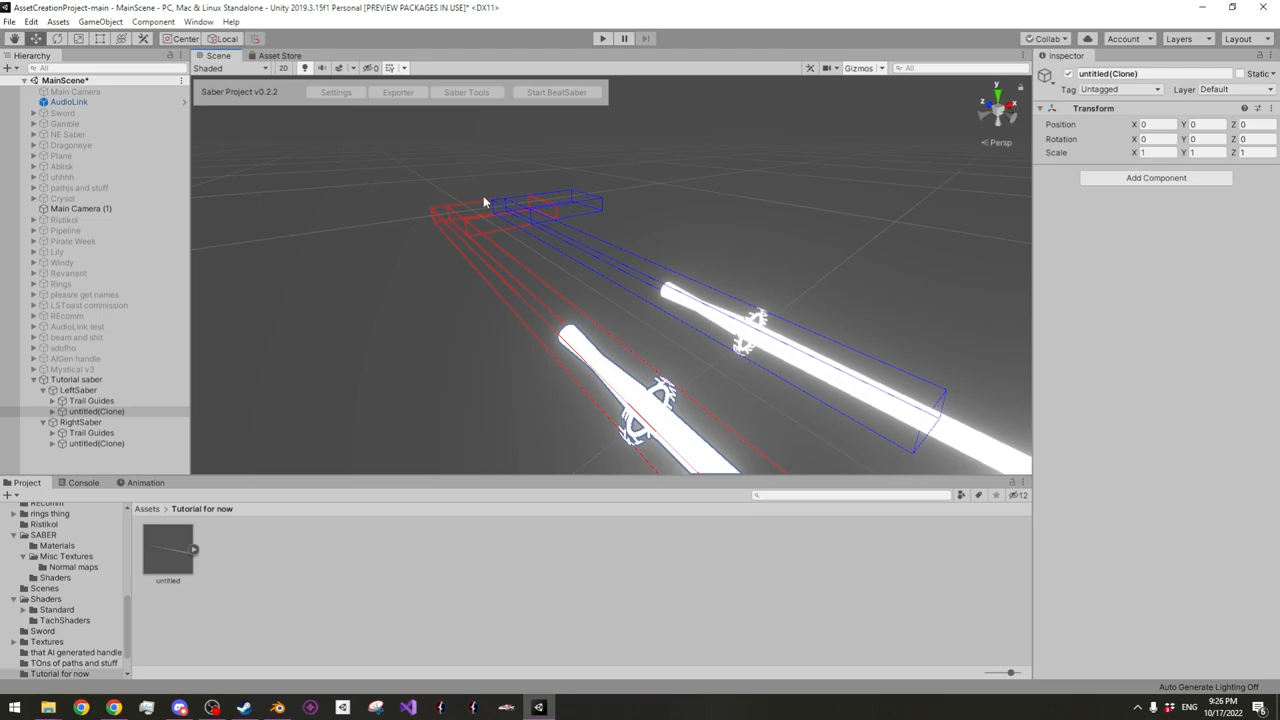 AssetCreationProject-main - MainScene - PC, Mac & Linux Standalone - Unity 2019.3.15f1 Personal [PREVIEW PACKAGES IN USE]* <DX11>
File Edit Assets GameObject Component Window Help
Center Local Collab Account Layers Layout
Hierarchy Scene Asset Store Inspector
All Shaded 2D 0 Gizmos All
untitled(Clone) Static
Tag Untagged Layer Default
MainScene*
Main Camera
AudioLink
Sword
Gamble
NE Saber
Dragoneye
Plane
Ablisk
uhhhh
pathjs and stuff
Crysol
Main Camera (1)
Ristikol
Pipeline
Pirate Week
Lily
Windy
Revanant
Rings
pleasre get names
LSToast commission
REcomm
AudioLink test
beam and shit
sdofho
AIGen handle
Mystical v3
Tutorial saber
LeftSaber
Trail Guides
untitled(Clone)
RightSaber
Trail Guides
untitled(Clone)
Saber Project v0.2.2 Settings Exporter Saber Tools Start BeatSaber
y
z x
Persp
Transform
Position X 0 Y 0 Z 0
Rotation X 0 Y 0 Z 0
Scale X 1 Y 1 Z 1
Add Component
Project Console Animation
12
REcomm
rings thing
Ristikol
SABER
Materials
Misc Textures
Normal maps
Shaders
Scenes
Shaders
Standard
TachShaders
Sword
Textures
that AI generated handle
TOns of paths and stuff
Tutorial for now
Assets > Tutorial for now
untitled
Auto Generate Lighting Off
9:26 PM
10/17/2022
6